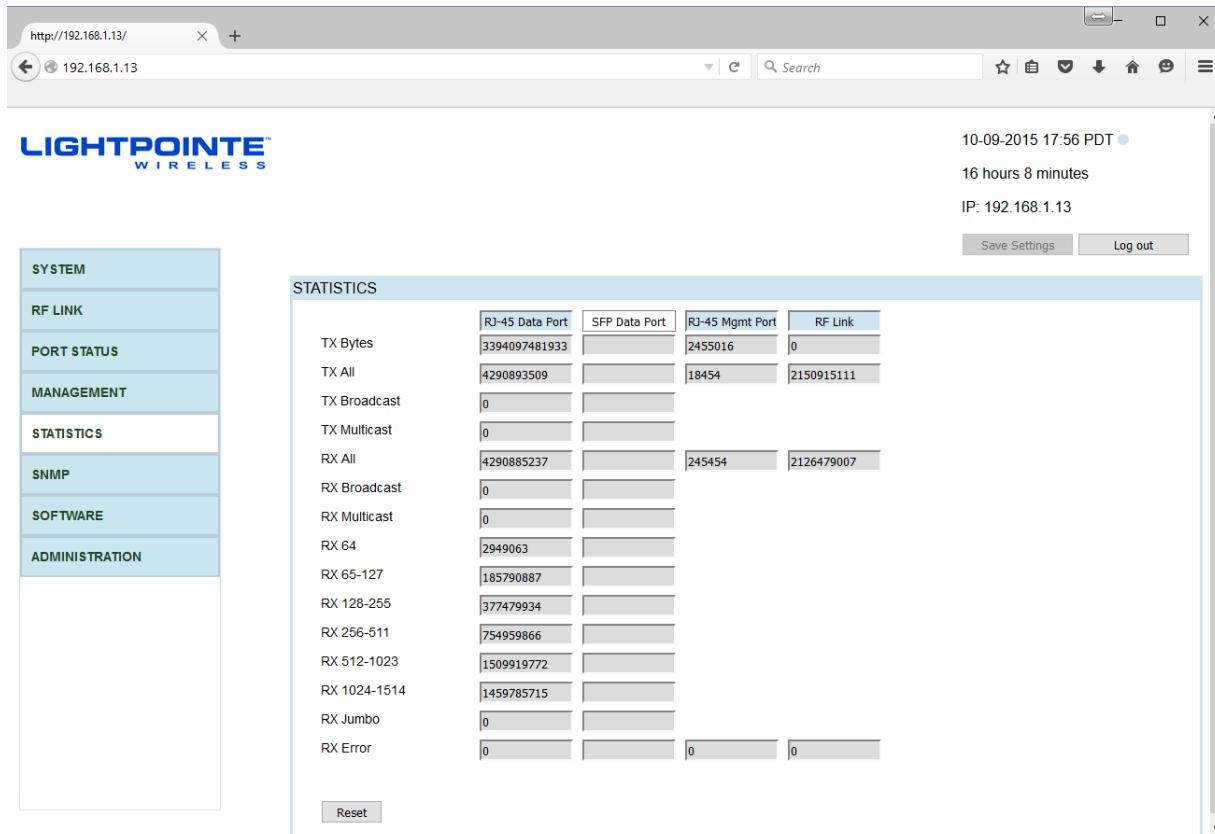 http://192.168.1.13/
192.168.1.13
Search
LIGHTPOINTE™
WIRELESS
10-09-2015 17:56 PDT
16 hours 8 minutes
IP: 192.168.1.13
Save Settings Log out
SYSTEM
RF LINK
PORT STATUS
MANAGEMENT
STATISTICS
SNMP
SOFTWARE
ADMINISTRATION
STATISTICS
RJ-45 Data Port SFP Data Port RJ-45 Mgmt Port RF Link
TX Bytes 3394097481933 2455016 0
TX All 4290893509 18454 2150915111
TX Broadcast 0
TX Multicast 0
RX All 4290885237 245454 2126479007
RX Broadcast 0
RX Multicast 0
RX 64 2949063
RX 65-127 185790887
RX 128-255 377479934
RX 256-511 754959866
RX 512-1023 1509919772
RX 1024-1514 1459785715
RX Jumbo 0
RX Error 0 0 0
Reset